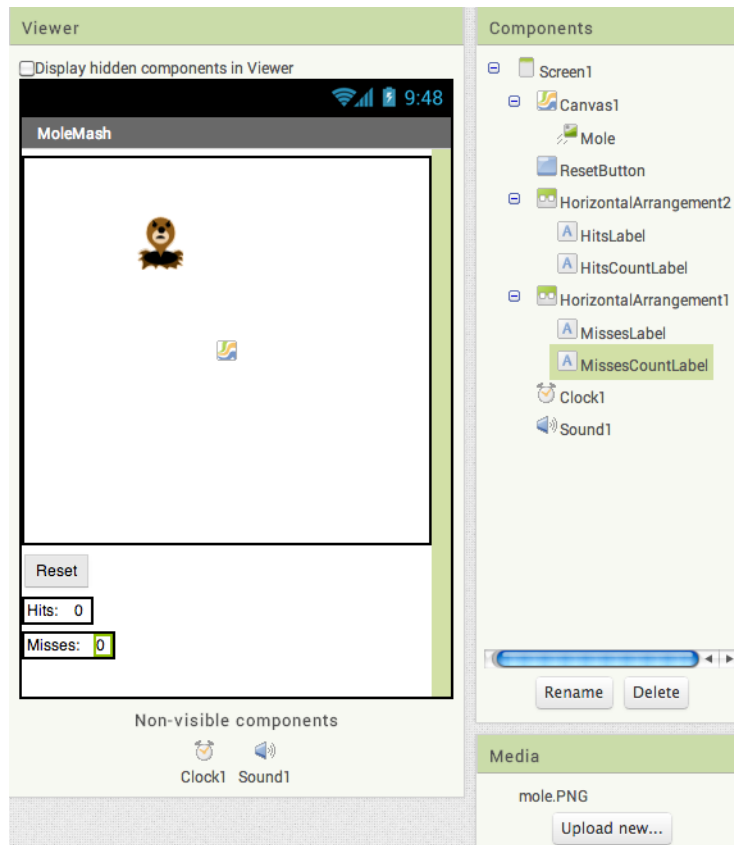 Viewer
Display hidden components in Viewer
9:48
MoleMash
Reset
Hits: 0
Misses: 0
Non-visible components
Clock1 Sound1
Components
Screen1
Canvas1
Mole
ResetButton
HorizontalArrangement2
A HitsLabel
A HitsCountLabel
HorizontalArrangement1
A MissesLabel
A MissesCountLabel
Clock1
Sound1
Rename Delete
Media
mole.PNG
Upload new...